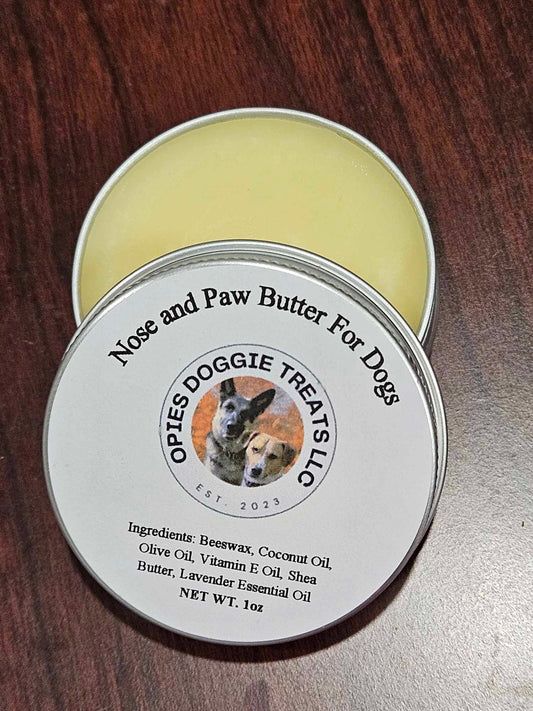 Nose and Paw Butter For Dogs
OPIES DOGGIE TREATS LLC
EST. 2023
Ingredients: Beeswax, Coconut Oil,
Olive Oil, Vitamin E Oil, Shea
Butter, Lavender Essential Oil
NET WT. 1oz